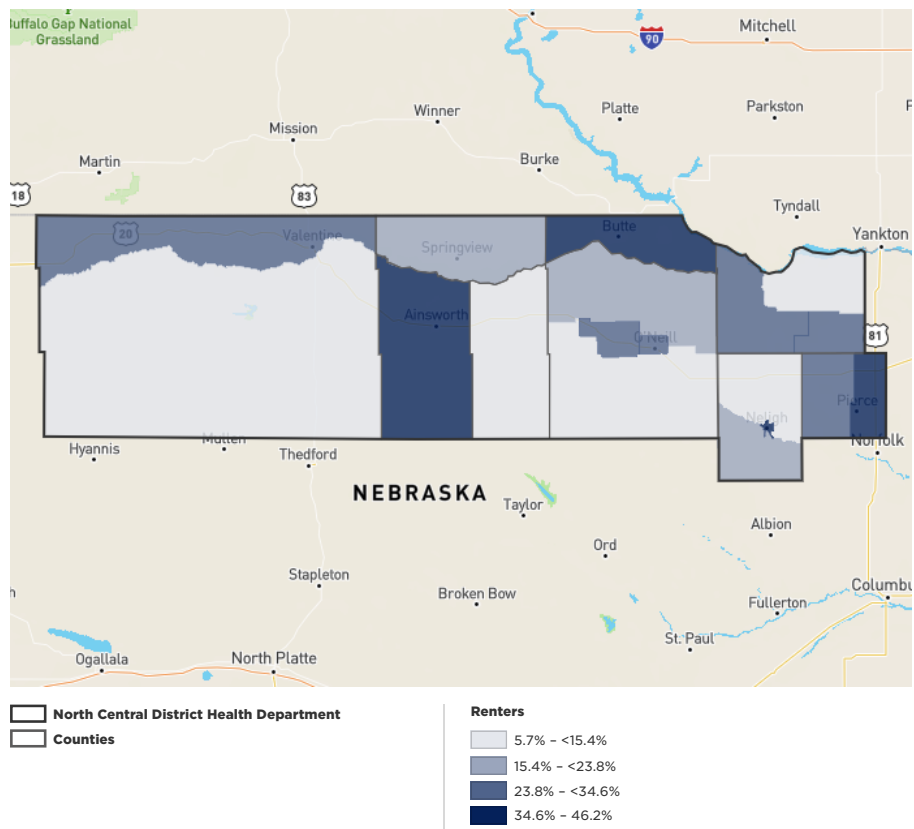 Buffalo Gap National
Grassland
Mitchell
90
Winner
Platte
Parkston
Mission
Burke
Martin
18
83
Tyndall
Butte
20
Valentine
Springview
Yankton
Ainsworth
O'Neill
81
Pierce
Neligh
Hyannis
Mullen
Thedford
Norfolk
NEBRASKA
Taylor
Albion
Ord
Stapleton
Broken Bow
Columbu
Fullerton
St. Paul
Ogallala
North Platte
North Central District Health Department
Counties
Renters
5.7% – <15.4%
15.4% – <23.8%
23.8% – <34.6%
34.6% – 46.2%